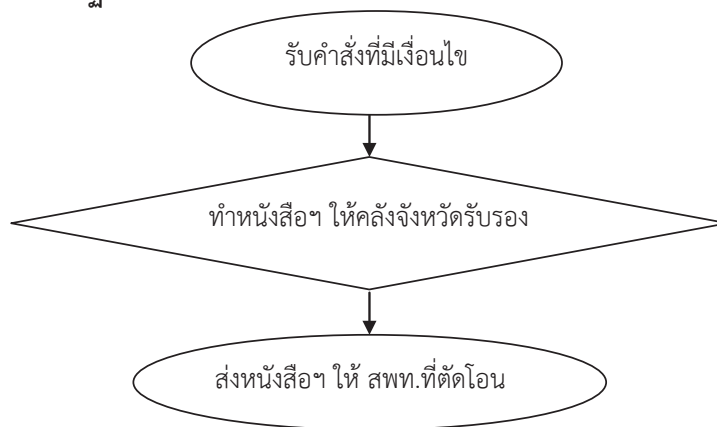 รับคำสั่งที่มีเงื่อนไข
ทำหนังสือฯ ให้คลังจังหวัดรับรอง
ส่งหนังสือฯ ให้ สพท.ที่ตัดโอน